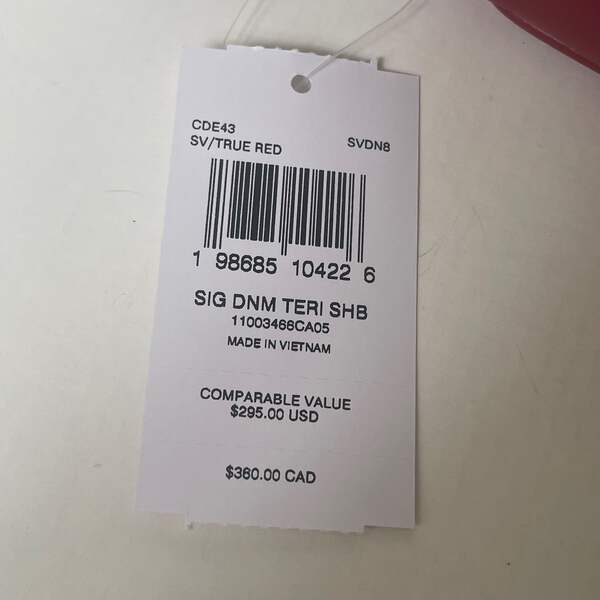 CDE43
SV/TRUE RED SVDN8
1 98685 10422 6
SIG DNM TERI SHB
11003466CA05
MADE IN VIETNAM
COMPARABLE VALUE
$295.00 USD
$360.00 CAD